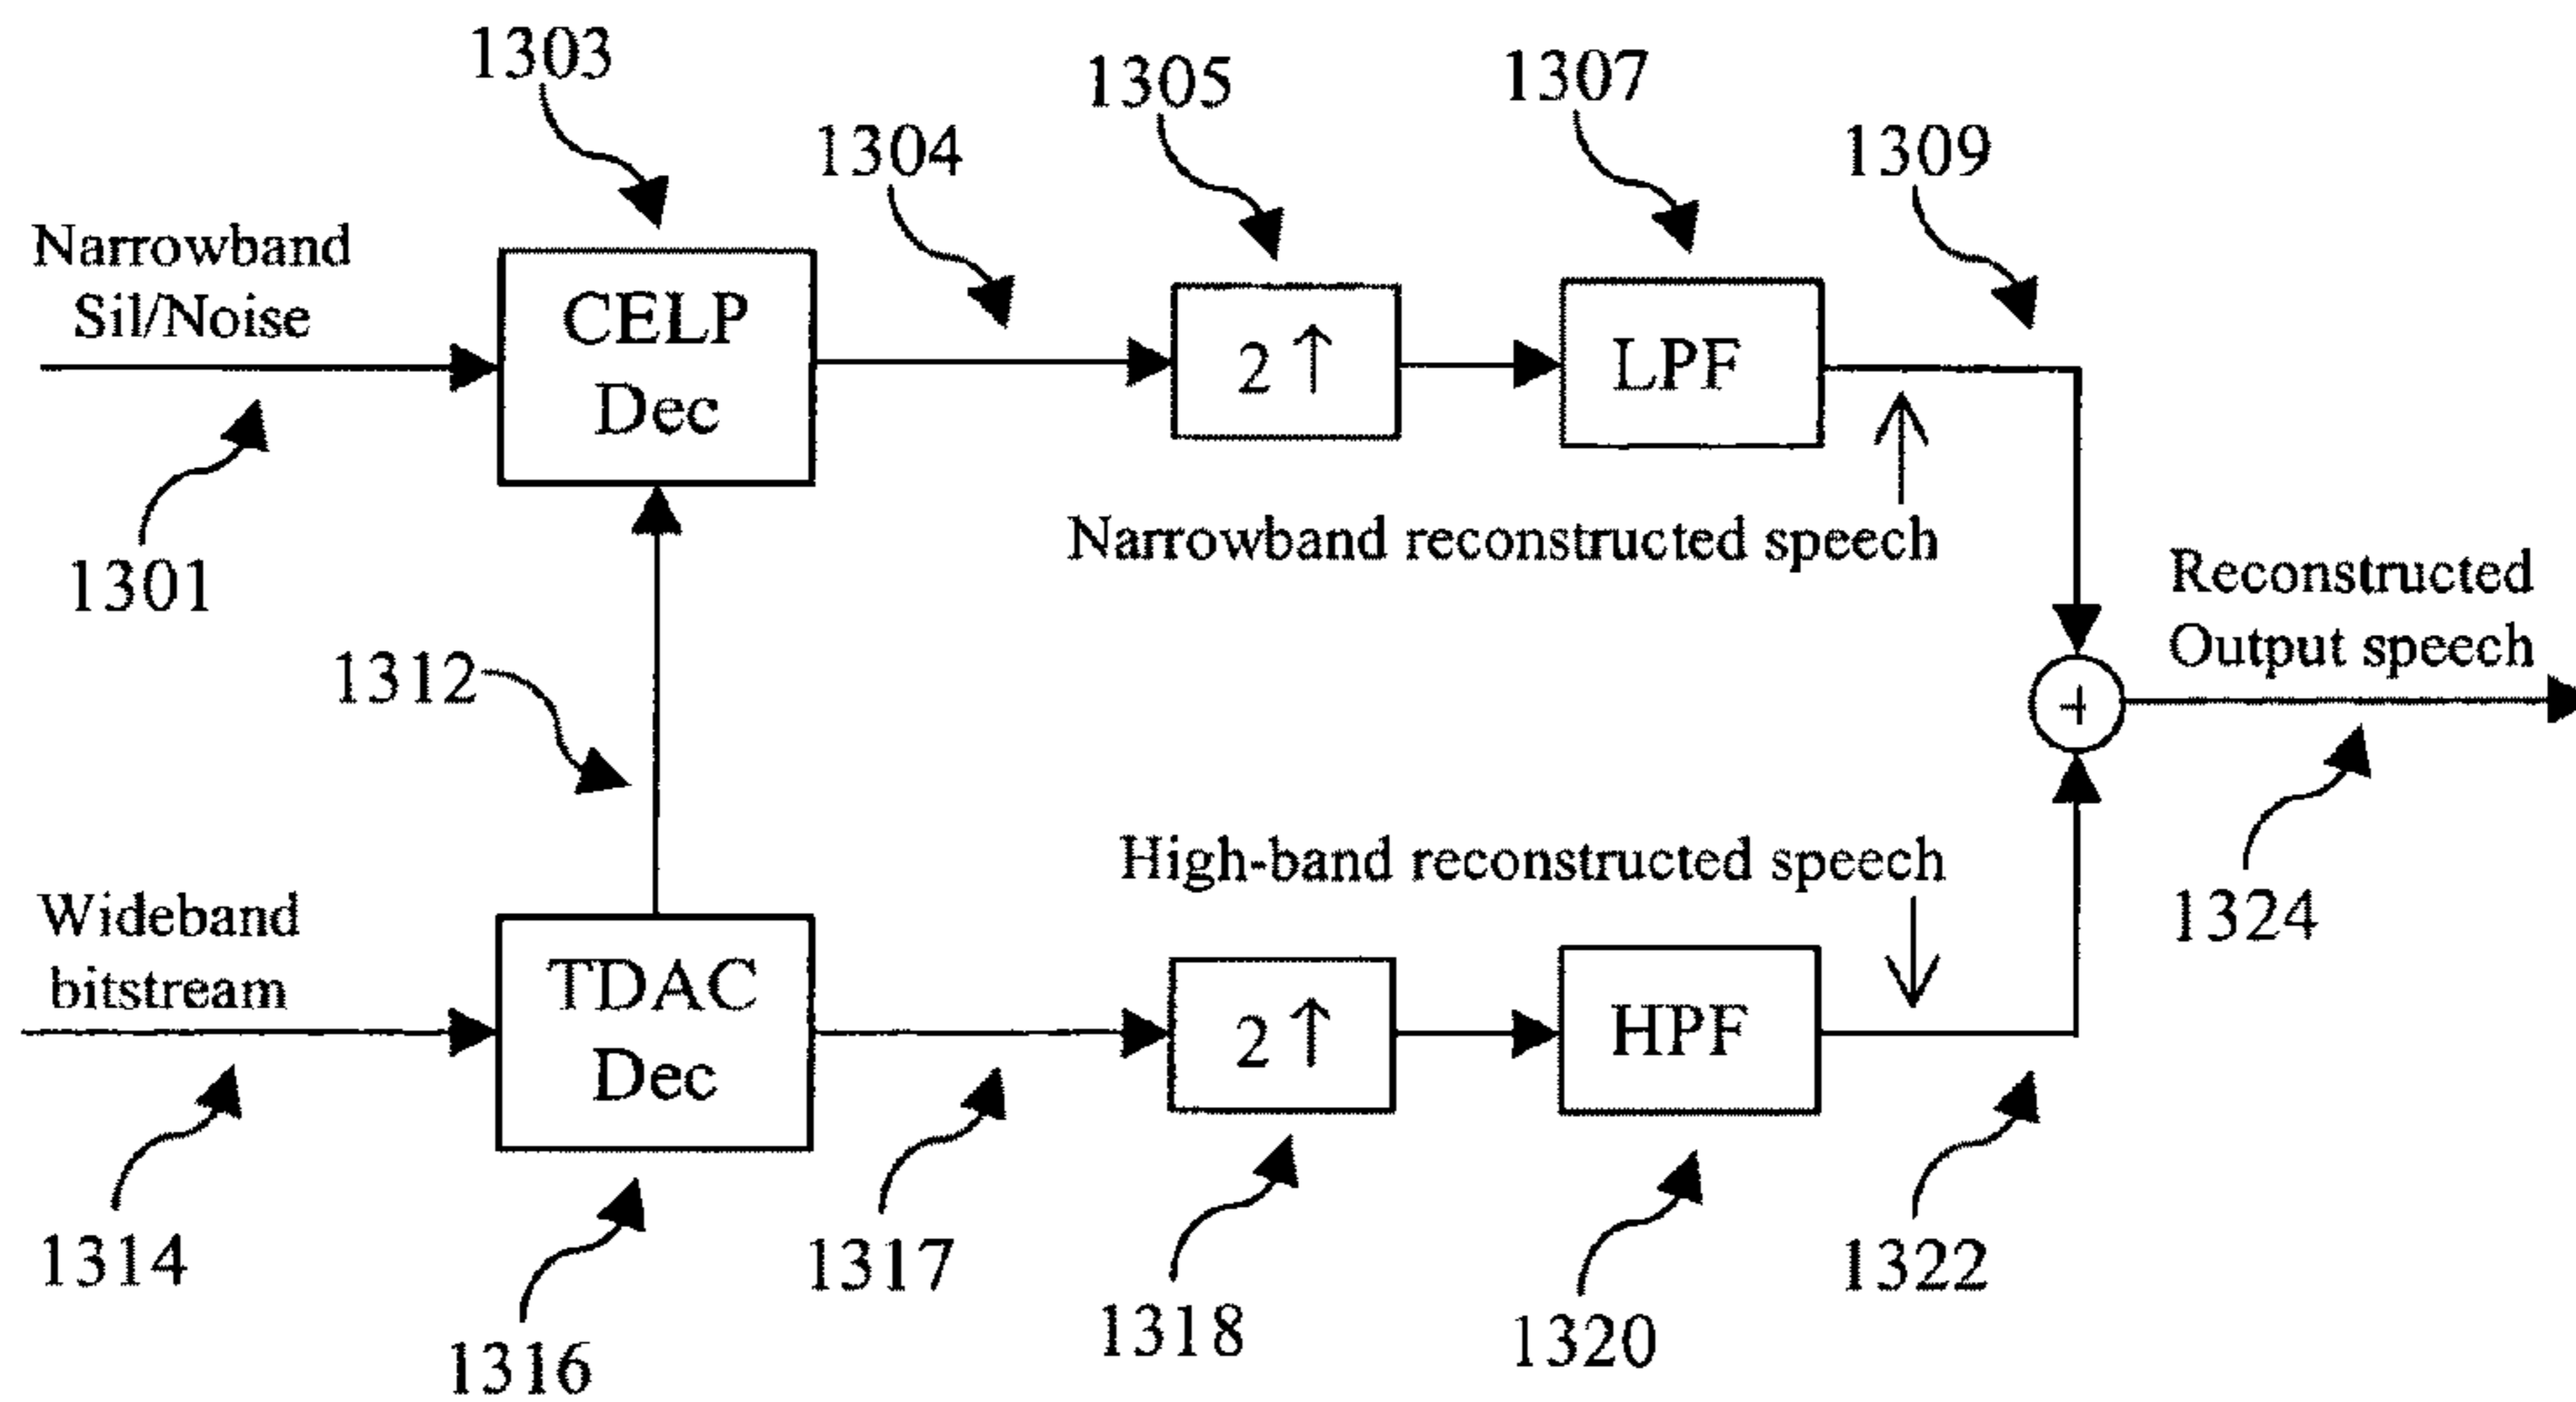 1303
1304
1305
1307
1309
Narrowband
Sil/Noise
CELP
Dec
2↑
LPF
1301
Narrowband reconstructed speech
1312
Reconstructed
Output speech
+
High-band reconstructed speech
1324
Wideband
bitstream
TDAC
Dec
2↑
HPF
1314
1316
1317
1318
1320
1322